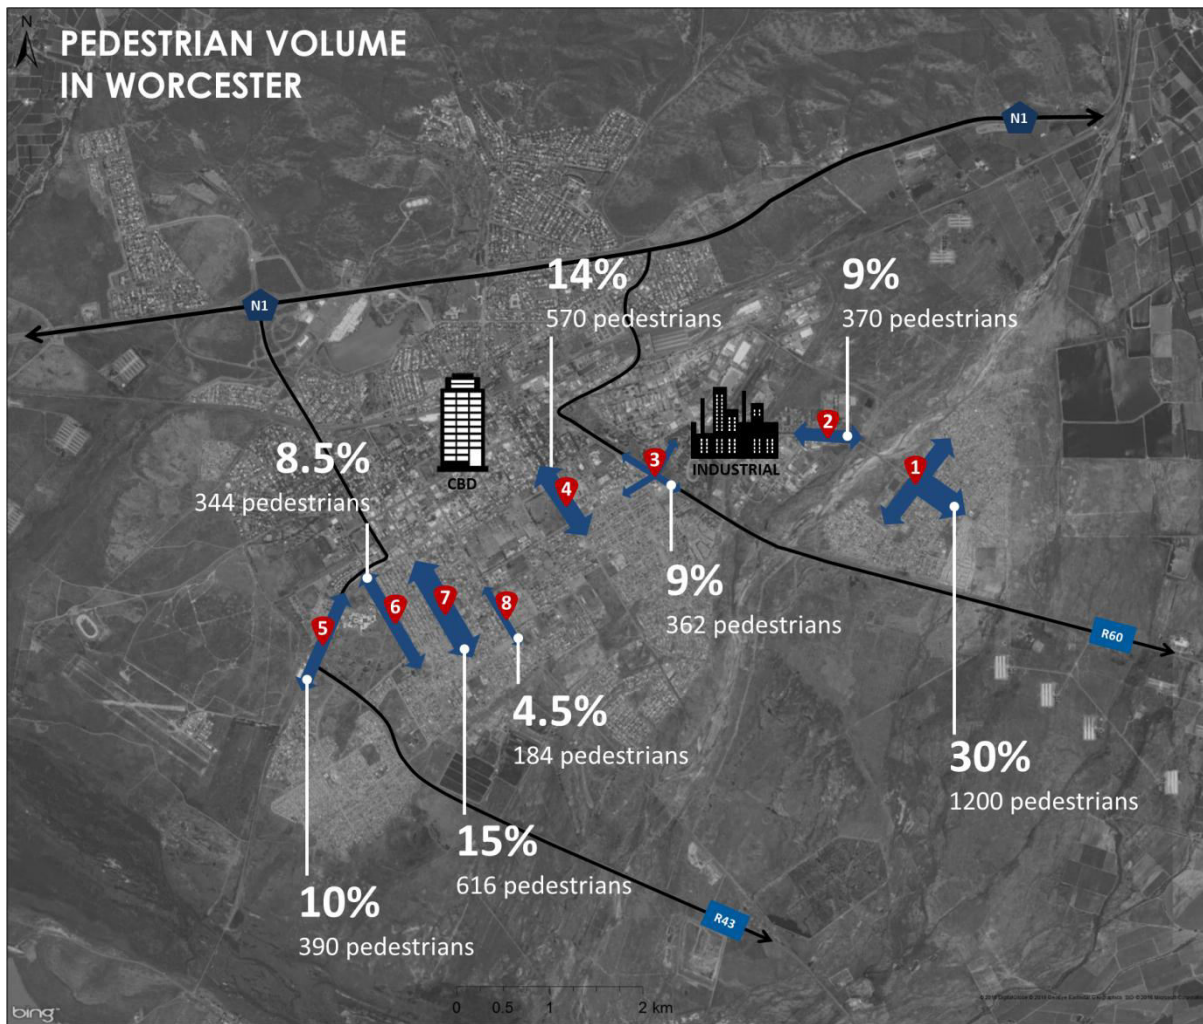 N
PEDESTRIAN VOLUME
IN WORCESTER
N1
N1
14%
570 pedestrians
9%
370 pedestrians
8.5%
344 pedestrians
CBD
INDUSTRIAL
1
2
3
4
5
6
7
8
9%
362 pedestrians
R60
4.5%
184 pedestrians
30%
1200 pedestrians
15%
616 pedestrians
10%
390 pedestrians
R43
0 0.5 1 2 km
bing